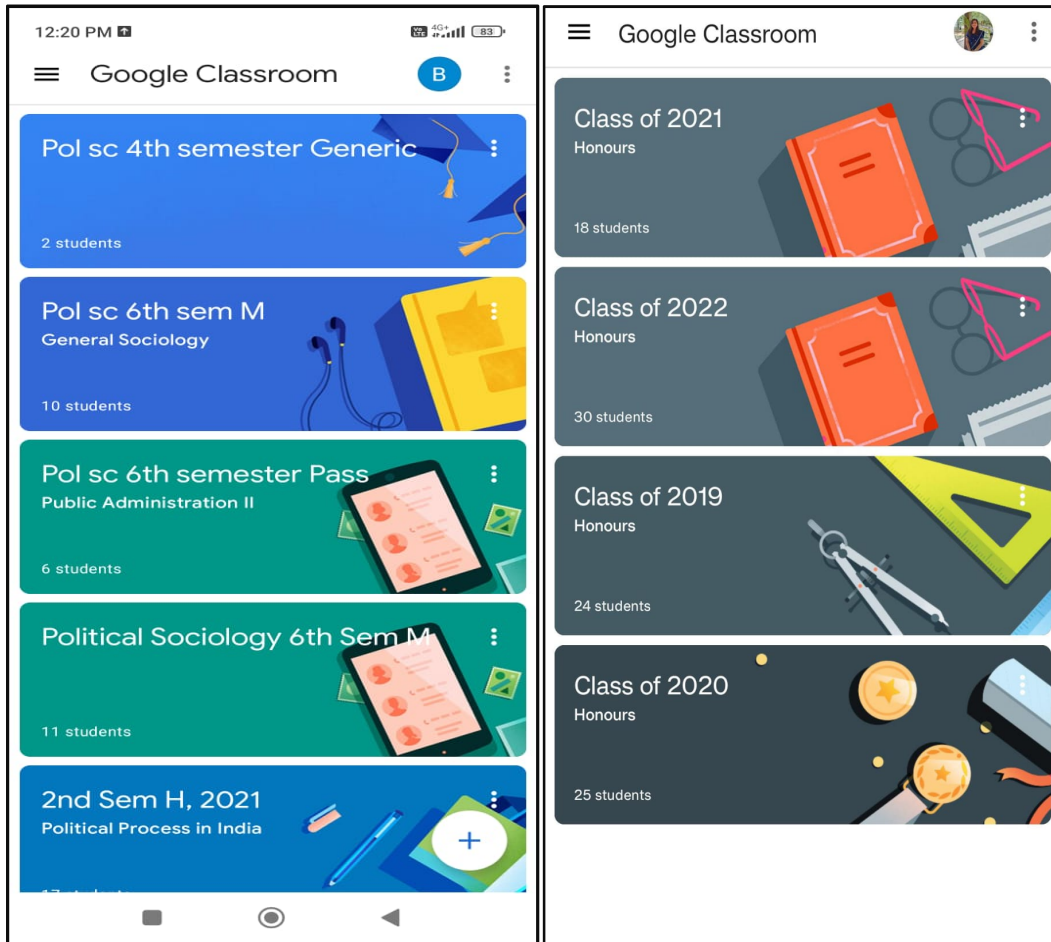 12:20 PM
Vo LTE 4G+ 83
Google Classroom
B
Pol sc 4th semester Generic
2 students
Pol sc 6th sem M
General Sociology
10 students
Pol sc 6th semester Pass
Public Administration II
6 students
Political Sociology 6th Sem M
11 students
2nd Sem H, 2021
Political Process in India
Google Classroom
Class of 2021
Honours
18 students
Class of 2022
Honours
30 students
Class of 2019
Honours
24 students
Class of 2020
Honours
25 students